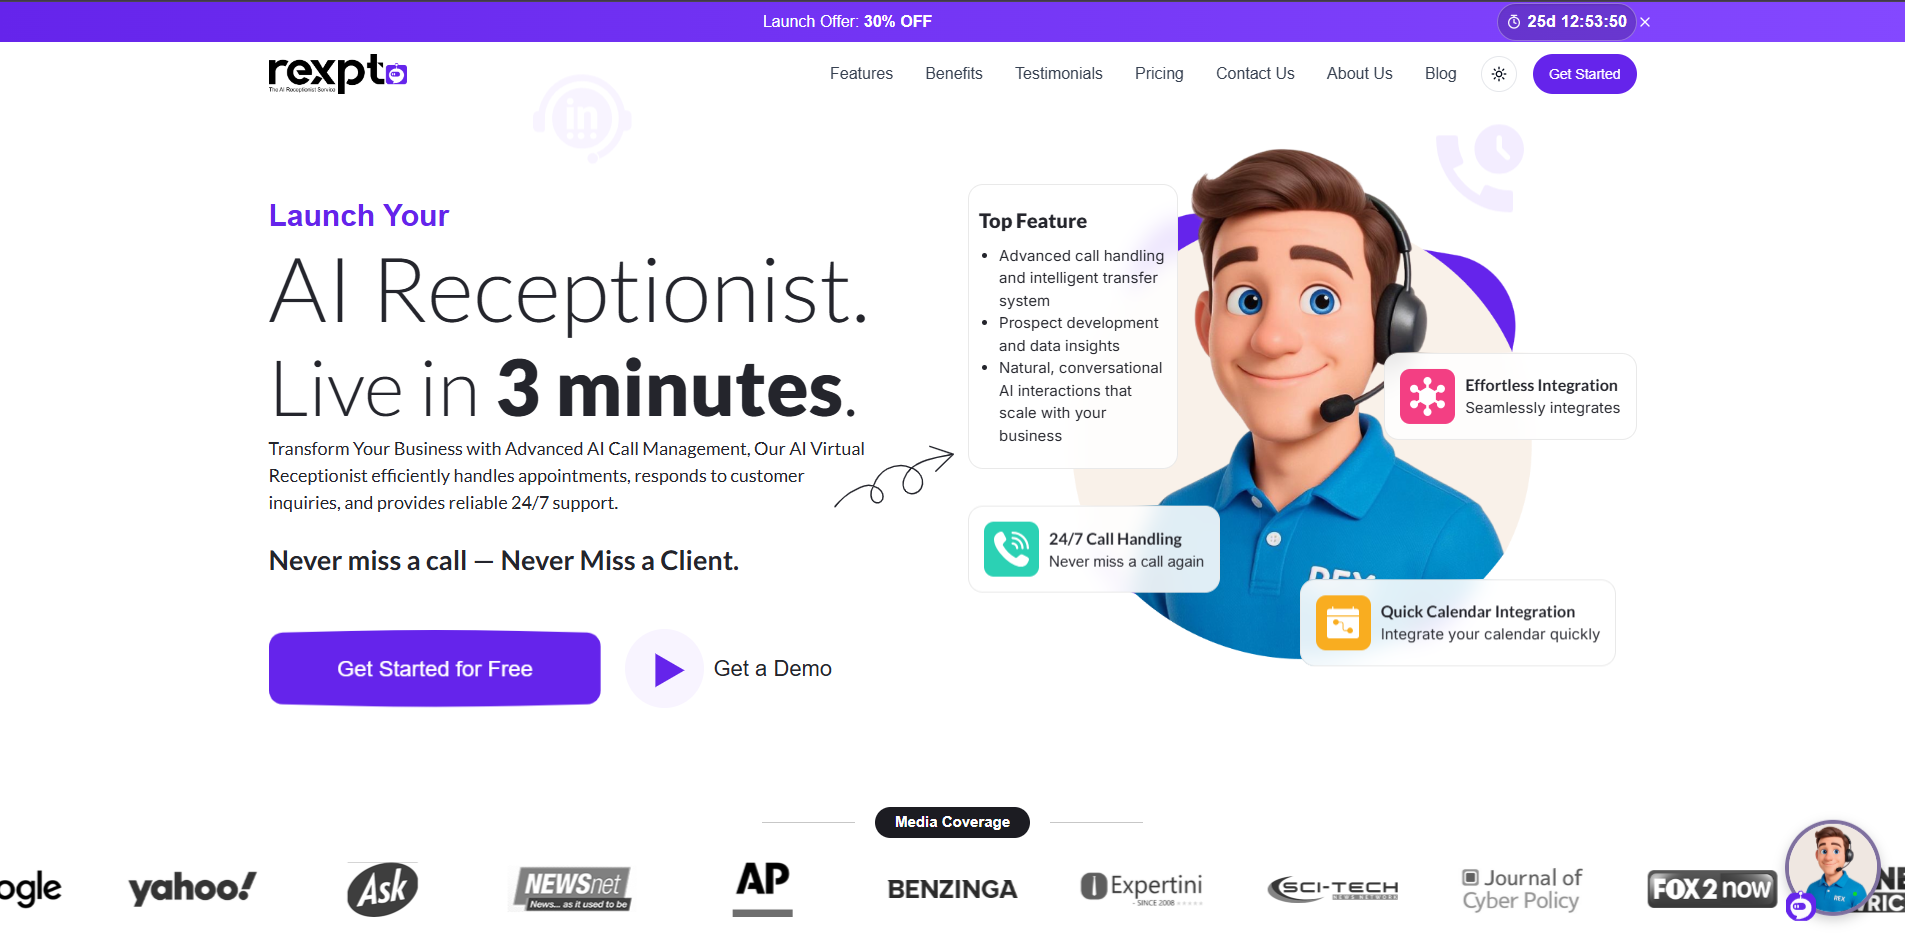 Launch Offer: 30% OFF
25d 12:53:50
rexpt
The AI Receptionist Service
Features
Benefits
Testimonials
Pricing
Contact Us
About Us
Blog
Get Started
in
Launch Your
AI Receptionist.
Live in 3 minutes.
Transform Your Business with Advanced AI Call Management, Our AI Virtual
Receptionist efficiently handles appointments, responds to customer
inquiries, and provides reliable 24/7 support.
Never miss a call — Never Miss a Client.
Get Started for Free
Get a Demo
Top Feature
• Advanced call handling
and intelligent transfer
system
• Prospect development
and data insights
• Natural, conversational
AI interactions that
scale with your
business
Effortless Integration
Seamlessly integrates
24/7 Call Handling
Never miss a call again
REX
Quick Calendar Integration
Integrate your calendar quickly
Media Coverage
ogle
yahoo!
Ask
NEWSnet
News... as it used to be
AP
BENZINGA
Expertini
- SINCE 2008
SCI-TECH
NEWS NETWORK
Journal of
Cyber Policy
FOX 2 now
REX
NE
RIC